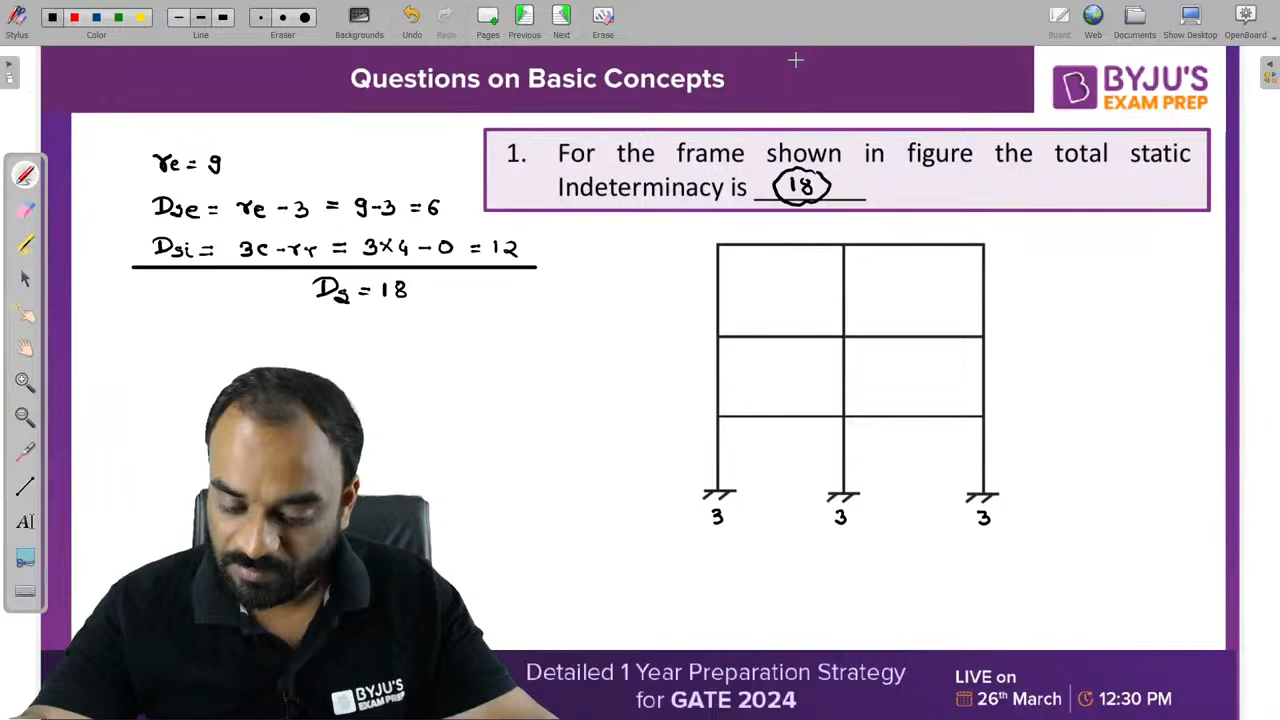 Stylus
Color
Line
Eraser
Backgrounds
Undo
Redo
Pages
Previous
Next
Erase
Board
Web
Documents
Show Desktop
OpenBoard
Questions on Basic Concepts
BYJU'S
EXAM PREP
re = 9
Dse = re - 3 = 9-3 = 6
Dsi = 3c - rr = 3×4 - 0 = 12
Ds = 18
1. For the frame shown in figure the total static
Indeterminacy is 18
3 3 3
BYJU'S
EXAM PREP
Detailed 1 Year Preparation Strategy
for GATE 2024
LIVE on
26th March | 12:30 PM